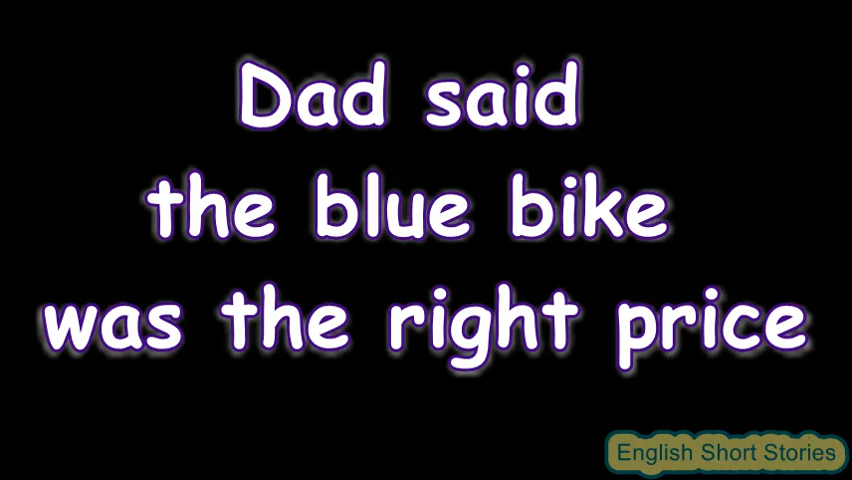 Dad said
the blue bike
was the right price
English Short Stories